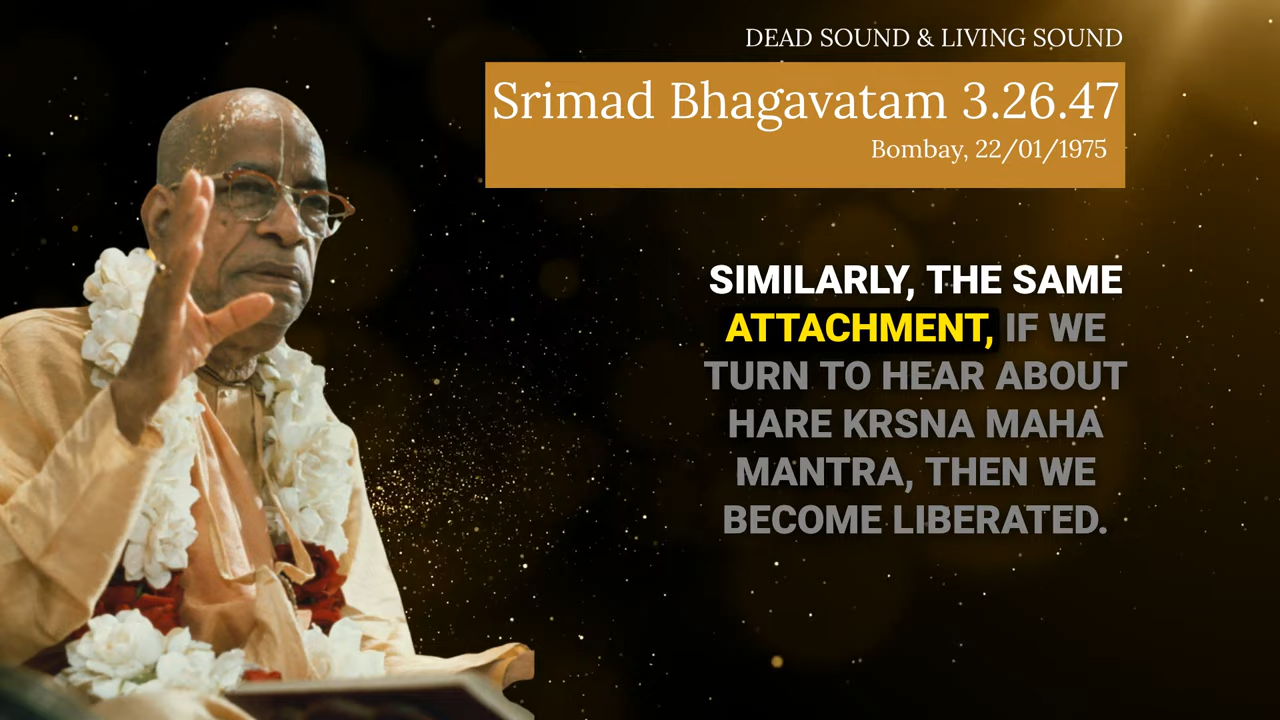 DEAD SOUND & LIVING SOUND
Srimad Bhagavatam 3.26.47
Bombay, 22/01/1975
SIMILARLY, THE SAME
ATTACHMENT, IF WE
TURN TO HEAR ABOUT
HARE KRSNA MAHA
MANTRA, THEN WE
BECOME LIBERATED.